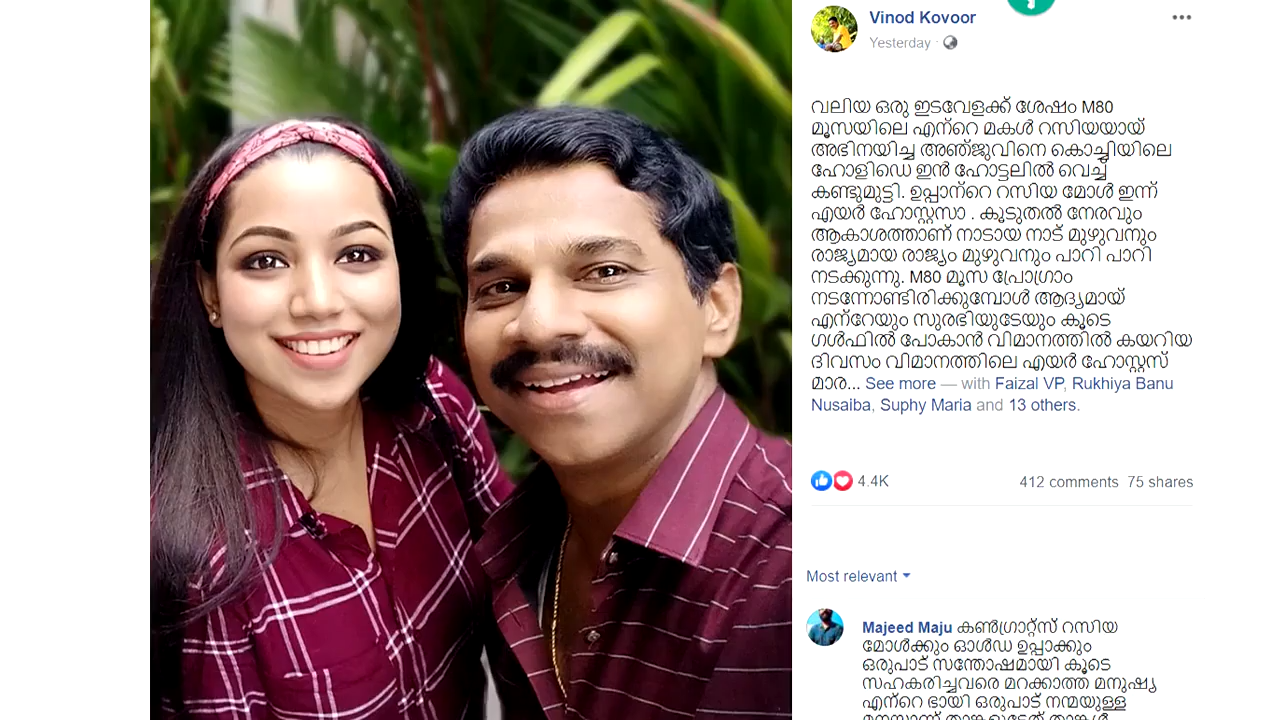 Vinod Kovoor
Yesterday ·
വലിയ ഒരു ഇടവേളക്ക് ശേഷം M80
മൂസയിലെ എന്റെ മകൾ റസിയയായ്
അഭിനയിച്ച അഞ്ജുവിനെ കൊച്ചിയിലെ
ഹോളിഡെ ഇൻ ഹോട്ടലിൽ വെച്ച്
കണ്ടുമുട്ടി. ഉപ്പാന്റെ റസിയ മോൾ ഇന്ന്
എയർ ഹോസ്റ്റസാ . കൂടുതൽ നേരവും
ആകാശത്താണ് നാടായ നാട് മുഴുവനും
രാജ്യമായ രാജ്യം മുഴുവനും പാറി പാറി
നടക്കുന്നു. M80 മൂസ പ്രോഗ്രാം
നടന്നോണ്ടിരിക്കുമ്പോൾ ആദ്യമായ്
എന്റേയും സുരഭിയുടേയും കൂടെ
ഗൾഫിൽ പോകാൻ വിമാനത്തിൽ കയറിയ
ദിവസം വിമാനത്തിലെ എയർ ഹോസ്റ്റസ്
മാര... See more — with Faizal VP, Rukhiya Banu
Nusaiba, Suphy Maria and 13 others.
4.4K 412 comments 75 shares
Most relevant
Majeed Maju കൺഗ്രാറ്റ്സ് റസിയ
മോൾക്കും ഓൾഡ ഉപ്പാക്കും
ഒരുപാട് സന്തോഷമായി കൂടെ
സഹകരിച്ചവരെ മറക്കാത്ത മനുഷ്യ
എന്റെ ഭായി ഒരുപാട് നന്മയുള്ള